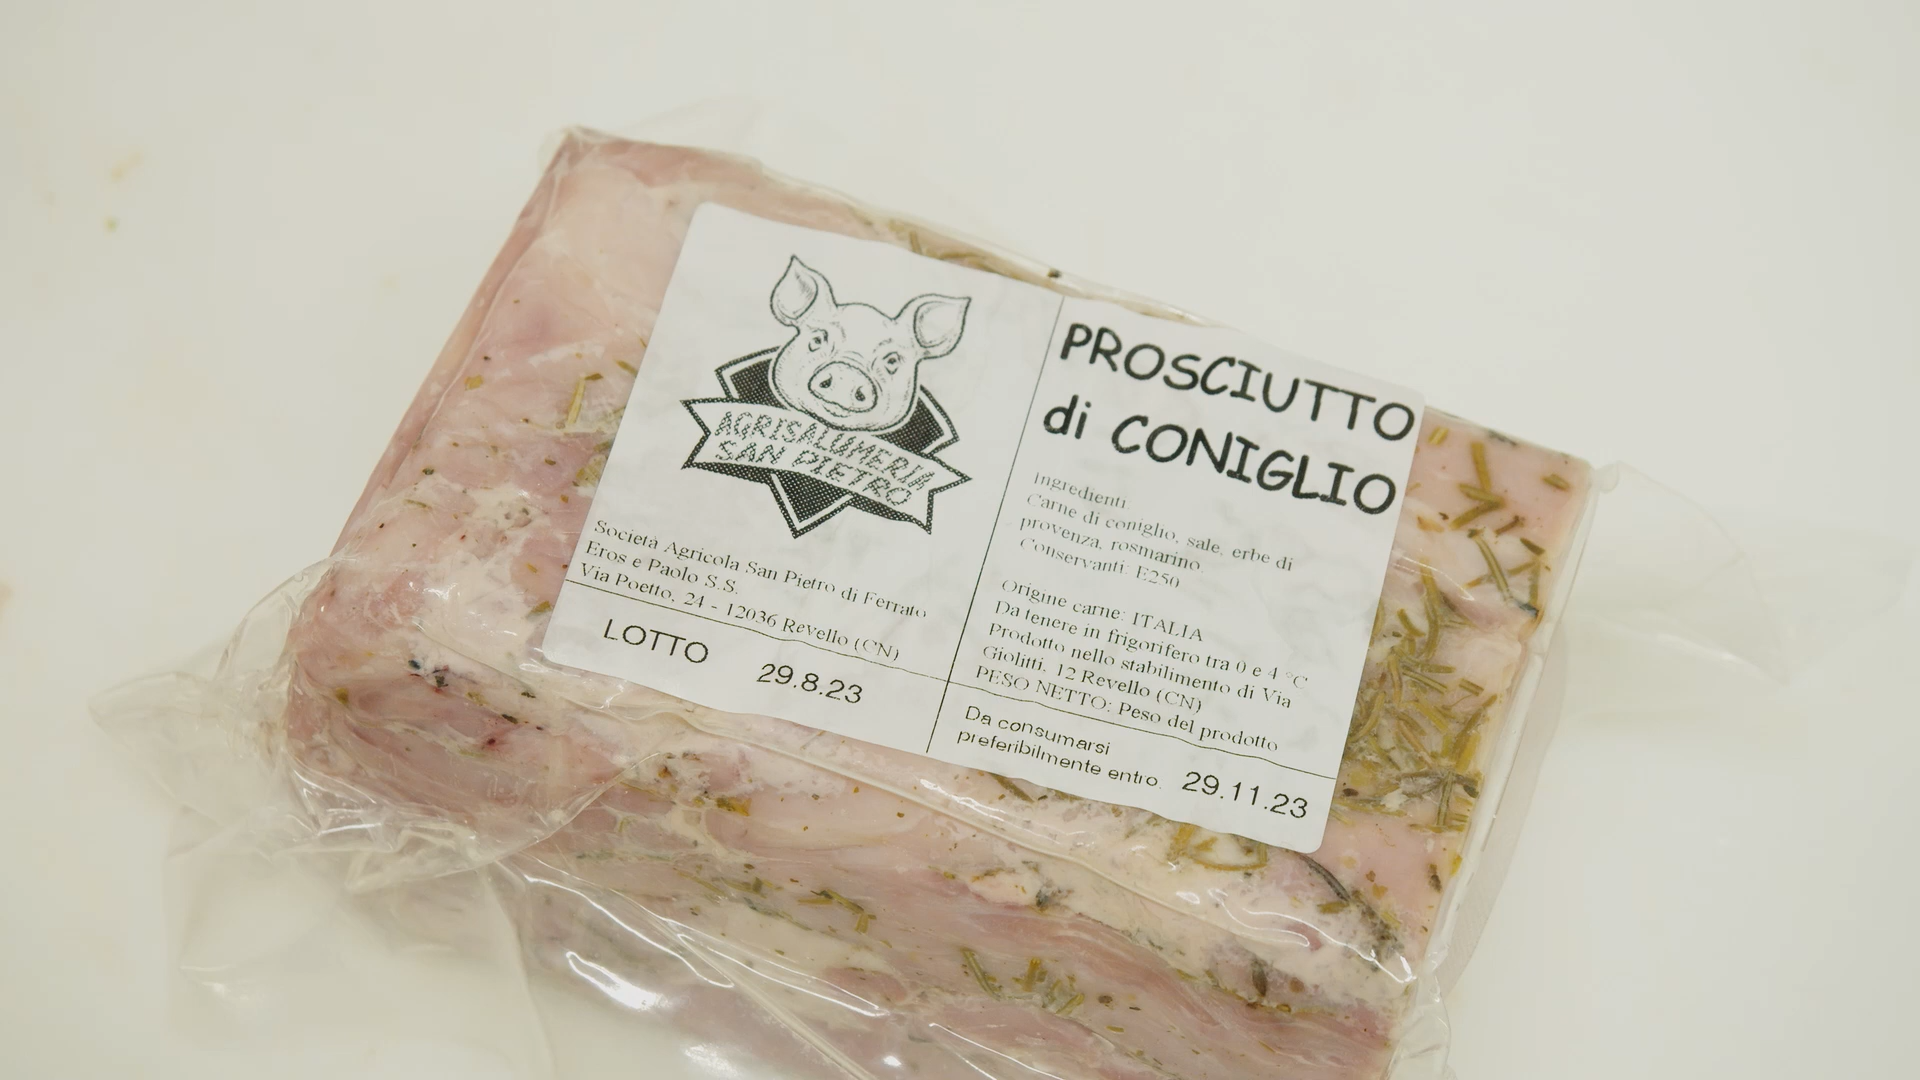 AGRISALUMERIA
SAN PIETRO
Società Agricola San Pietro di Ferrato
Eros e Paolo S.S.
Via Poetto, 24 - 12036 Revello (CN)
LOTTO 29.8.23
PROSCIUTTO
di CONIGLIO
Ingredienti
Carne di coniglio, sale, erbe di
provenza, rosmarino.
Conservanti: E250
Origine carne: ITALIA
Da tenere in frigorifero tra 0 e 4 °C
Prodotto nello stabilimento di Via
Giolitti, 12 Revello (CN)
PESO NETTO: Peso del prodotto
Da consumarsi
preferibilmente entro. 29.11.23